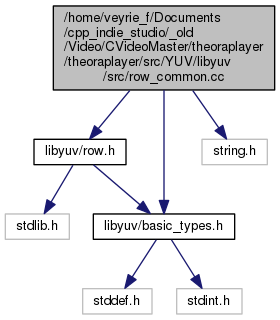 /home/veyrie_f/Documents
/cpp_indie_studio/_old
/Video/CVideoMaster/theoraplayer
/theoraplayer/src/YUV/libyuv
/src/row_common.cc
libyuv/row.h
string.h
stdlib.h
libyuv/basic_types.h
stddef.h
stdint.h